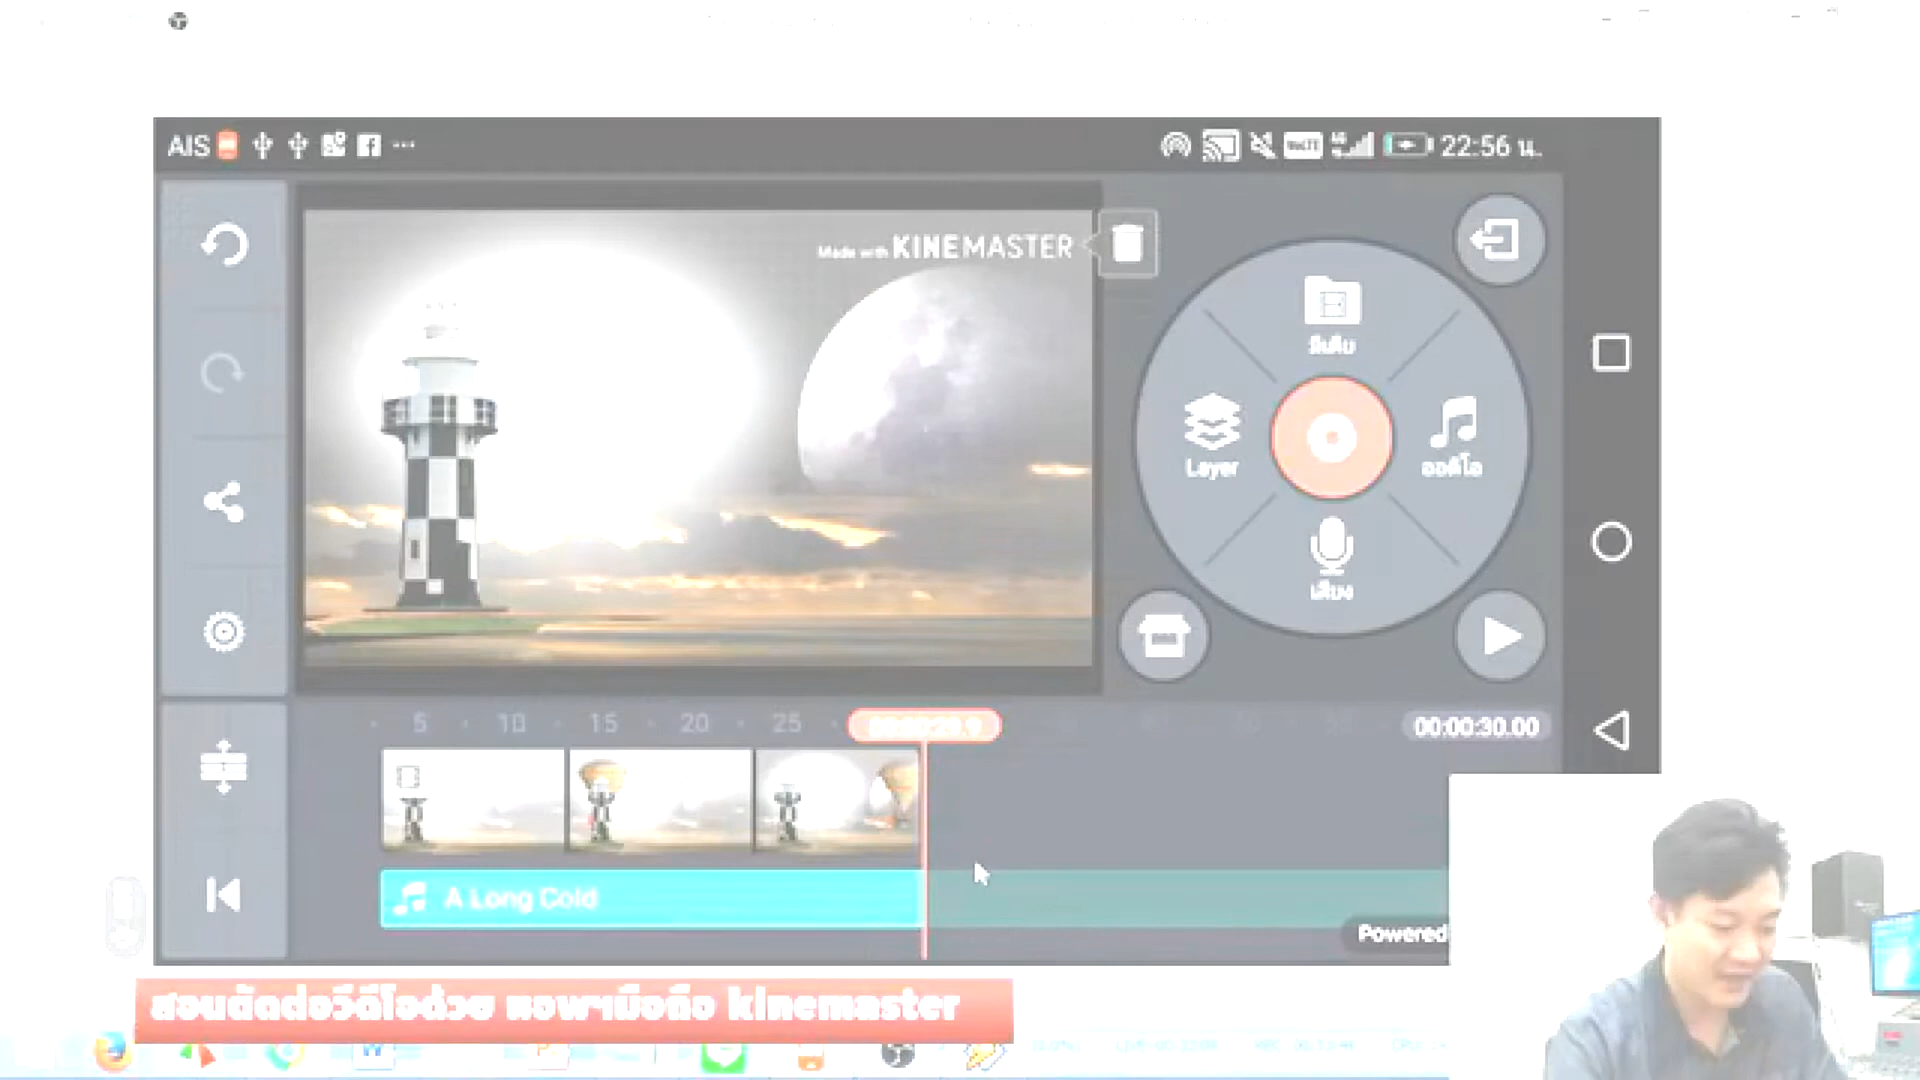 AIS
22:56 น.
Made with KINEMASTER
Layer
ออดิโอ
เสียง
5
10
15
20
25
00:00:30.00
A Long Cold
Powered
สอนตัดต่อวีดีโอด้วย แอพฯมือถือ kinemaster